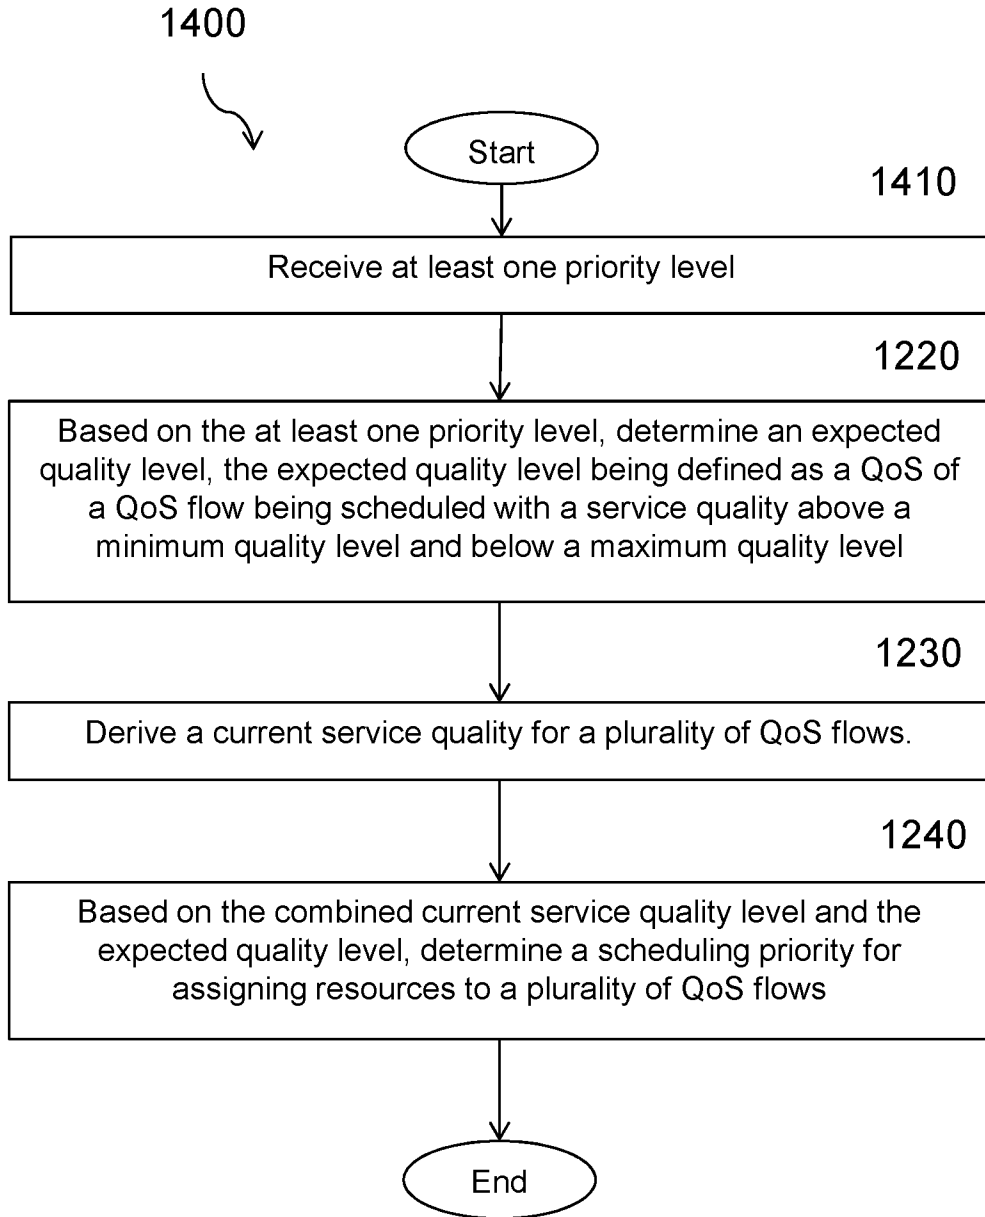 1400
Start
1410
Receive at least one priority level
1220
Based on the at least one priority level, determine an expected
quality level, the expected quality level being defined as a QoS of
a QoS flow being scheduled with a service quality above a
minimum quality level and below a maximum quality level
1230
Derive a current service quality for a plurality of QoS flows.
1240
Based on the combined current service quality level and the
expected quality level, determine a scheduling priority for
assigning resources to a plurality of QoS flows
End